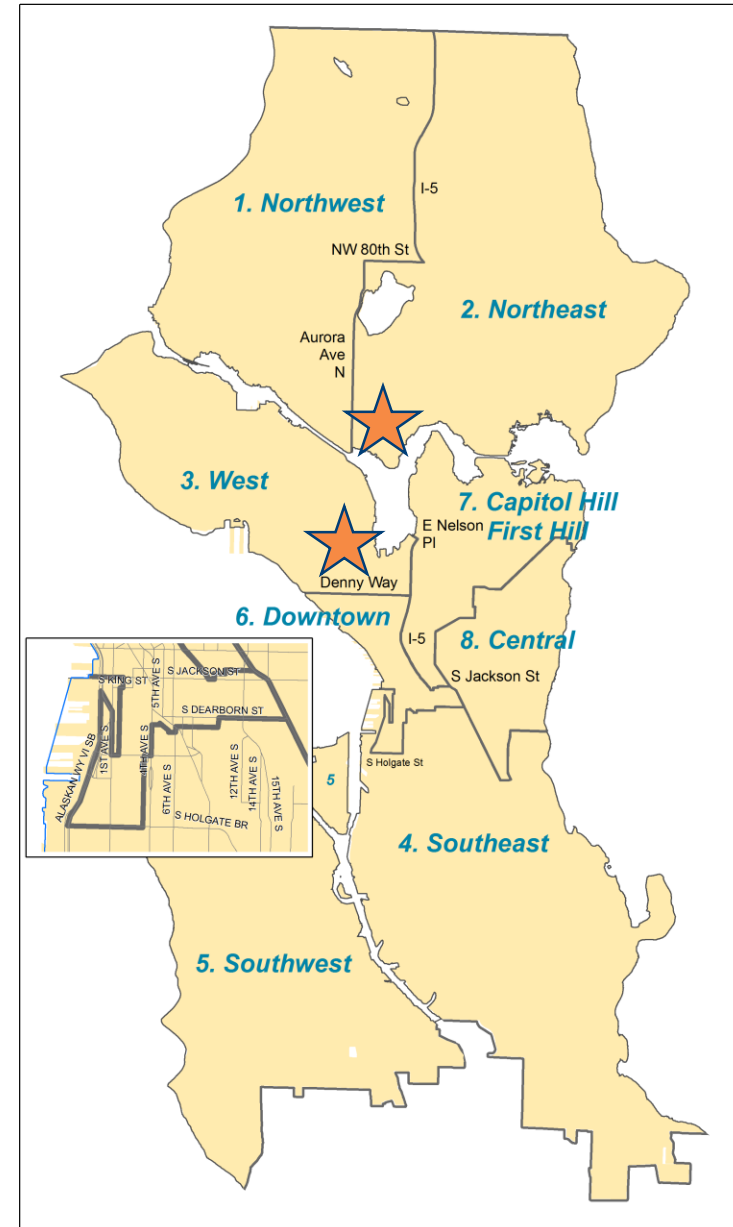 I-5
1. Northwest
NW 80th St
2. Northeast
Aurora
Ave
N
3. West
7. Capitol Hill
First Hill
E Nelson
Pl
Denny Way
6. Downtown
I-5
8. Central
S Jackson St
S KING ST
S JACKSON ST
5TH AVE S
S DEARBORN ST
ALASKAN WY VI SB
1ST AVE S
4TH AVE S
6TH AVE S
12TH AVE S
14TH AVE S
15TH AVE S
S HOLGATE BR
S Holgate St
5
4. Southeast
5. Southwest